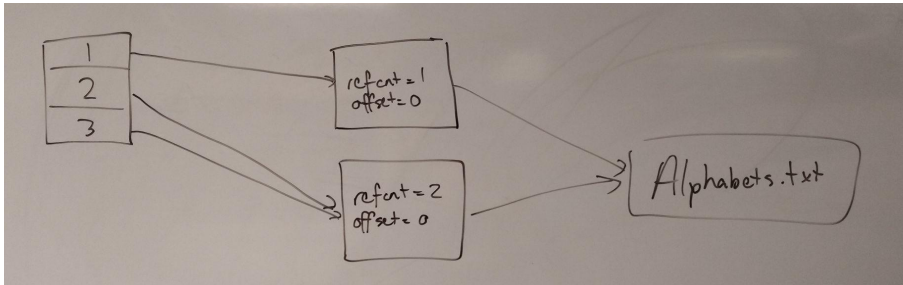 1
2
3
refcnt = 1
offset = 0
refcnt = 2
offset = 0
Alphabets.txt